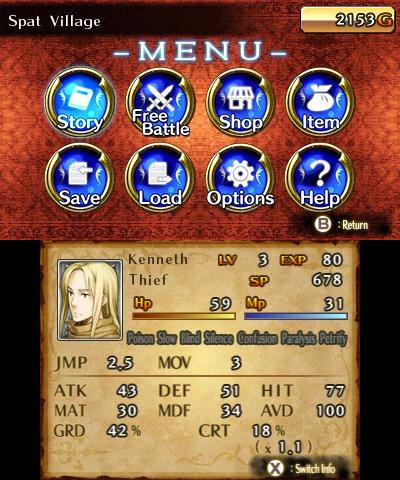 Spat Village
2153G
-MENU-
Story
Free Battle
Shop
Item
Save
Load
Options
Help
B : Return
Kenneth LV 3 EXP 80
Thief SP 678
Hp 59 Mp 31
Poison Slow Blind Silence Confusion Paralysis Petrify
JMP 2.5 MOV 3
ATK 43 DEF 51 HIT 77
MAT 30 MDF 34 AVD 100
GRD 42% CRT 18%
(x1.1)
X : Switch Info